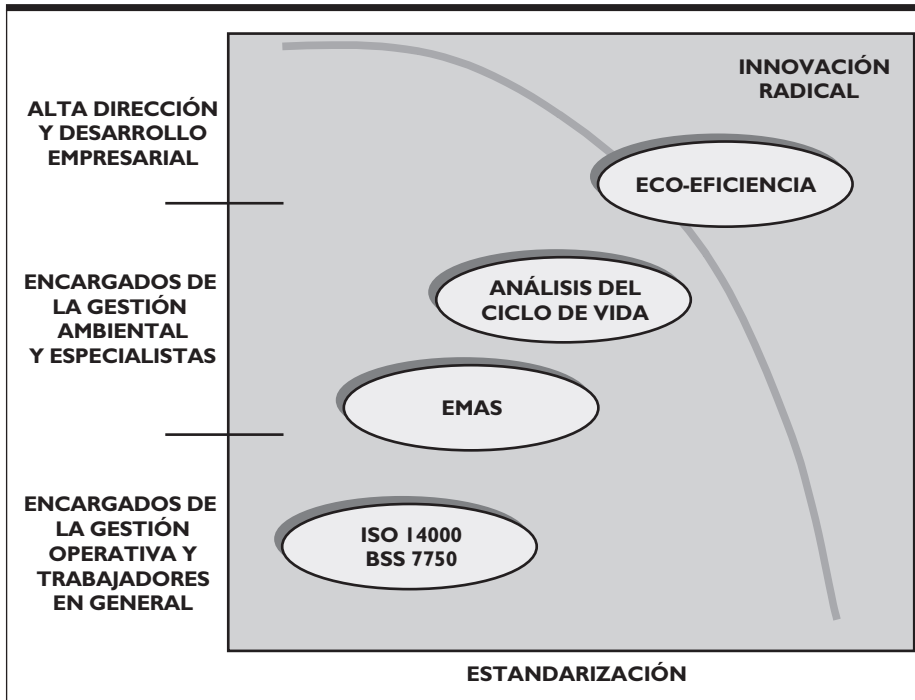 INNOVACIÓN
RADICAL
ALTA DIRECCIÓN
Y DESARROLLO
EMPRESARIAL
ECO-EFICIENCIA
ENCARGADOS DE
LA GESTIÓN
AMBIENTAL
Y ESPECIALISTAS
ANÁLISIS DEL
CICLO DE VIDA
EMAS
ENCARGADOS DE
LA GESTIÓN
OPERATIVA Y
TRABAJADORES
EN GENERAL
ISO 14000
BSS 7750
ESTANDARIZACIÓN